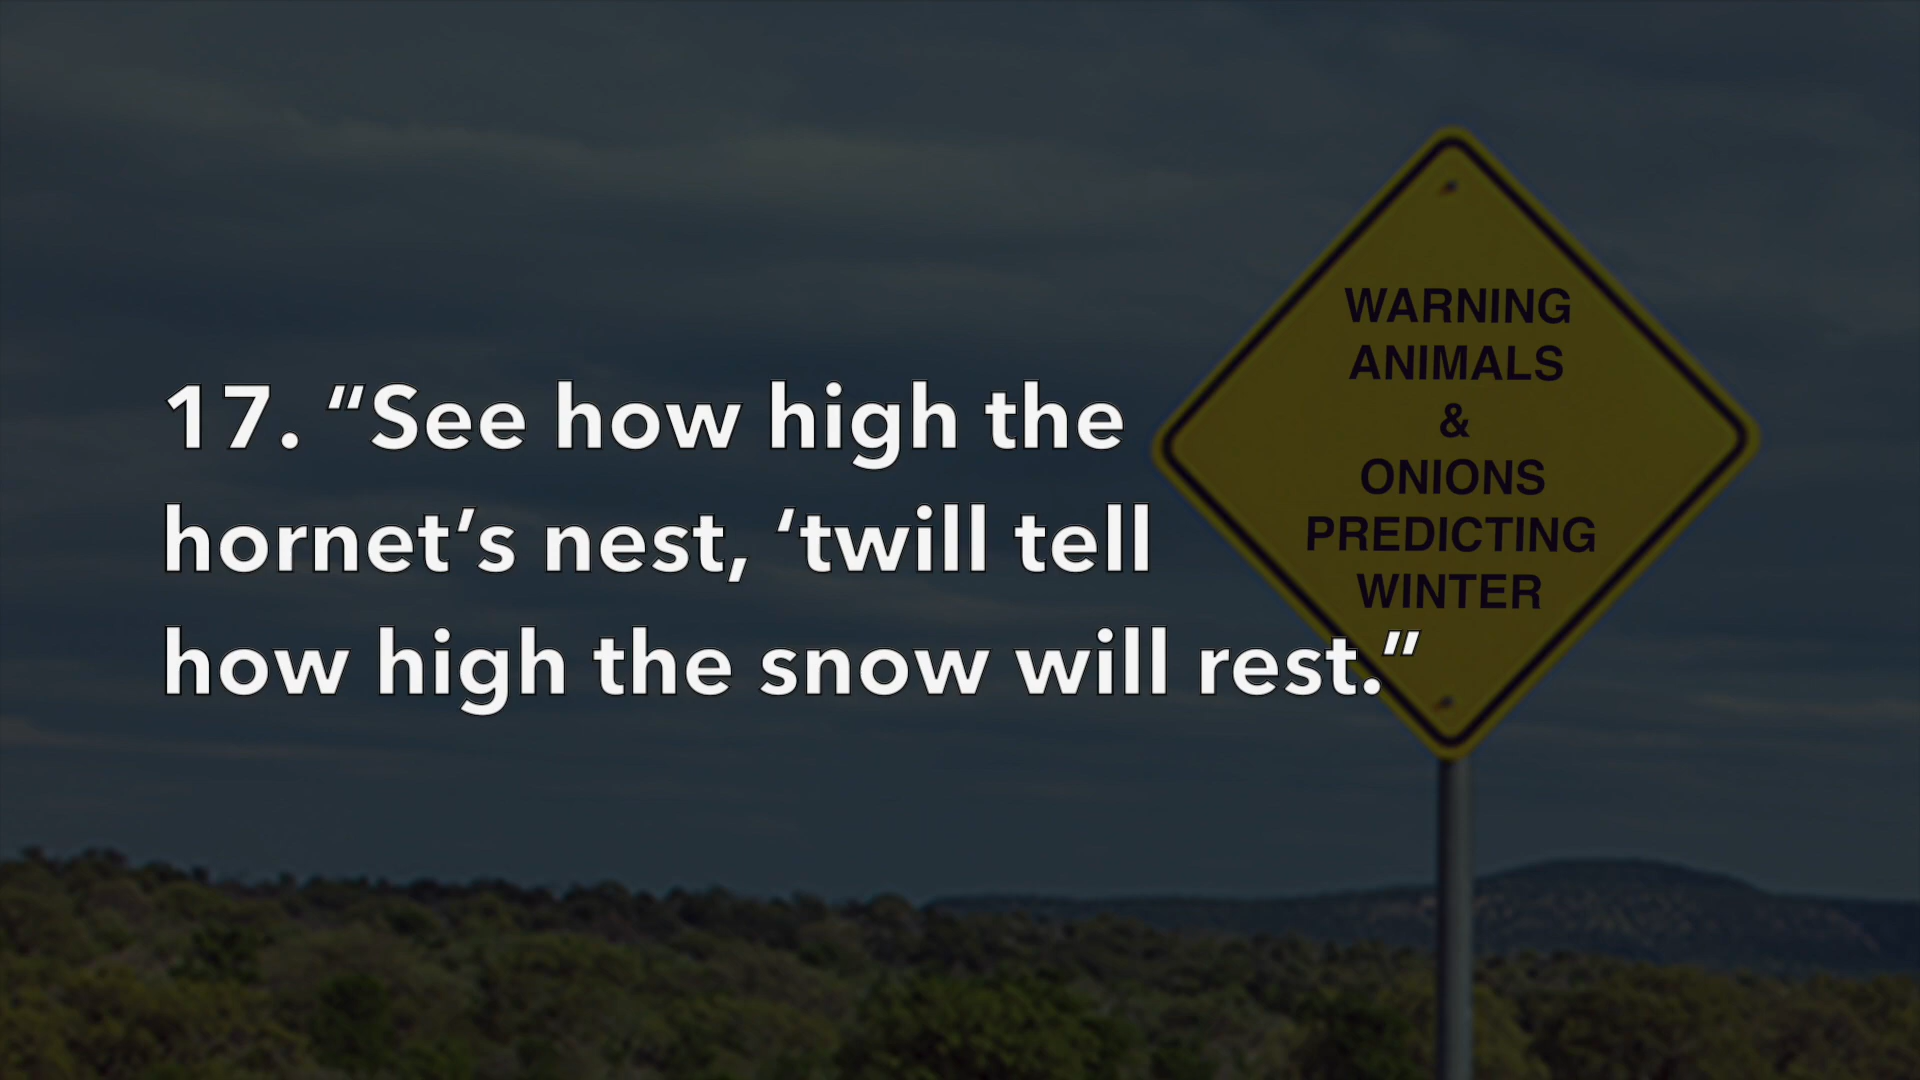 17. “See how high the
hornet’s nest, ‘twill tell
how high the snow will rest.”
WARNING
ANIMALS
&
ONIONS
PREDICTING
WINTER